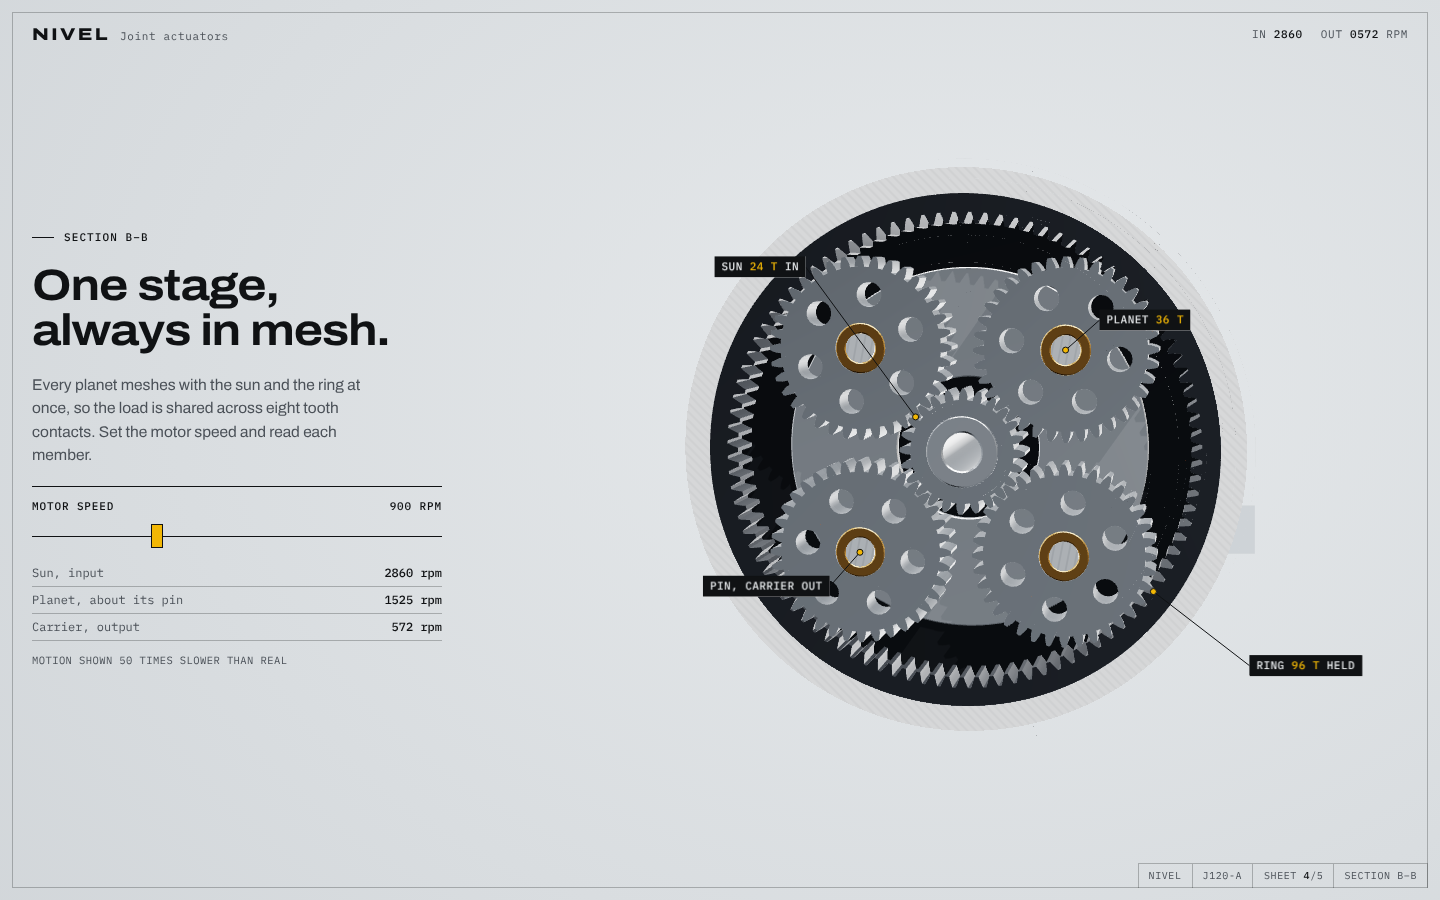 NIVEL Joint actuators
IN 2860 OUT 0572 RPM
SECTION B–B
One stage,
always in mesh.
Every planet meshes with the sun and the ring at
once, so the load is shared across eight tooth
contacts. Set the motor speed and read each
member.
MOTOR SPEED 900 RPM
Sun, input 2860 rpm
Planet, about its pin 1525 rpm
Carrier, output 572 rpm
MOTION SHOWN 50 TIMES SLOWER THAN REAL
SUN 24 T IN
PLANET 36 T
PIN, CARRIER OUT
RING 96 T HELD
NIVEL J120-A SHEET 4/5 SECTION B–B